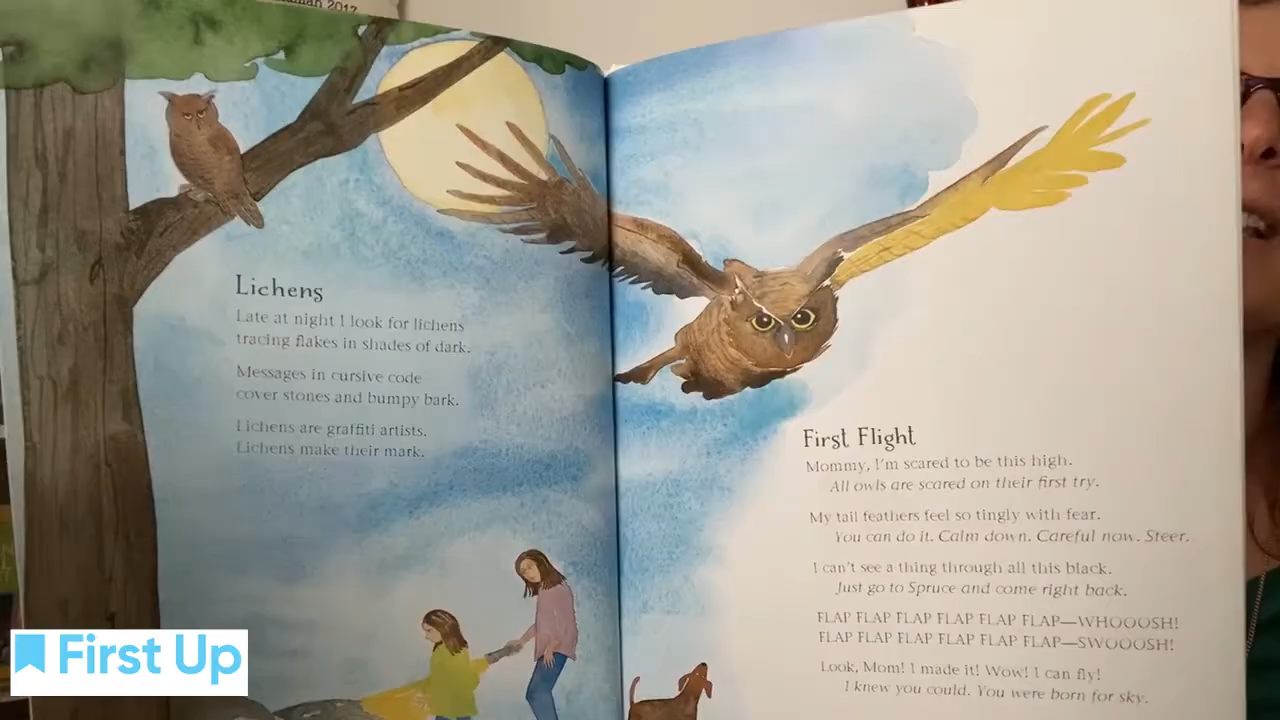 2017
Lichens
Late at night I look for lichens
tracing flakes in shades of dark.
Messages in cursive code
cover stones and bumpy bark.
Lichens are graffiti artists.
Lichens make their mark.
First Flight
Mommy, I'm scared to be this high.
All owls are scared on their first try.
My tail feathers feel so tingly with fear.
You can do it. Calm down. Careful now. Steer.
I can't see a thing through all this black.
Just go to Spruce and come right back.
FLAP FLAP FLAP FLAP FLAP FLAP—WHOOOSH!
FLAP FLAP FLAP FLAP FLAP FLAP—SWOOOSH!
Look, Mom! I made it! Wow! I can fly!
I knew you could. You were born for sky.
First Up